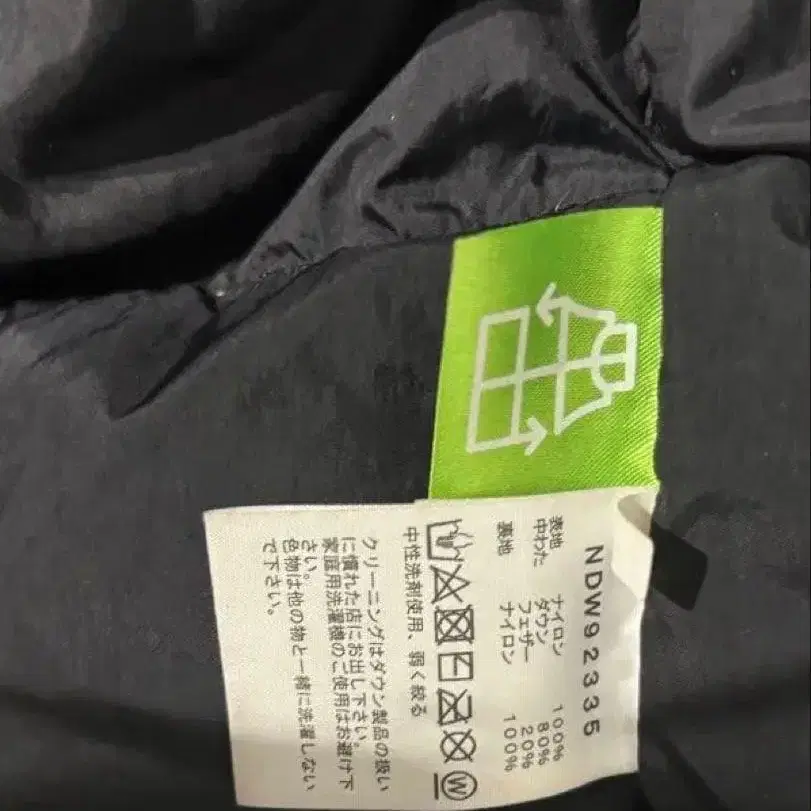 NDW92335
表地 ナイロン 100%
中わた ダウン 80%
フェザー 20%
裏地 ナイロン 100%
中性洗剤使用、弱く絞る
クリーニングはダウン製品の扱い
に慣れた店にお出し下さい。
家庭用洗濯機のご使用はお避け下
さい。
色物は他の物と一緒に洗濯しない
で下さい。